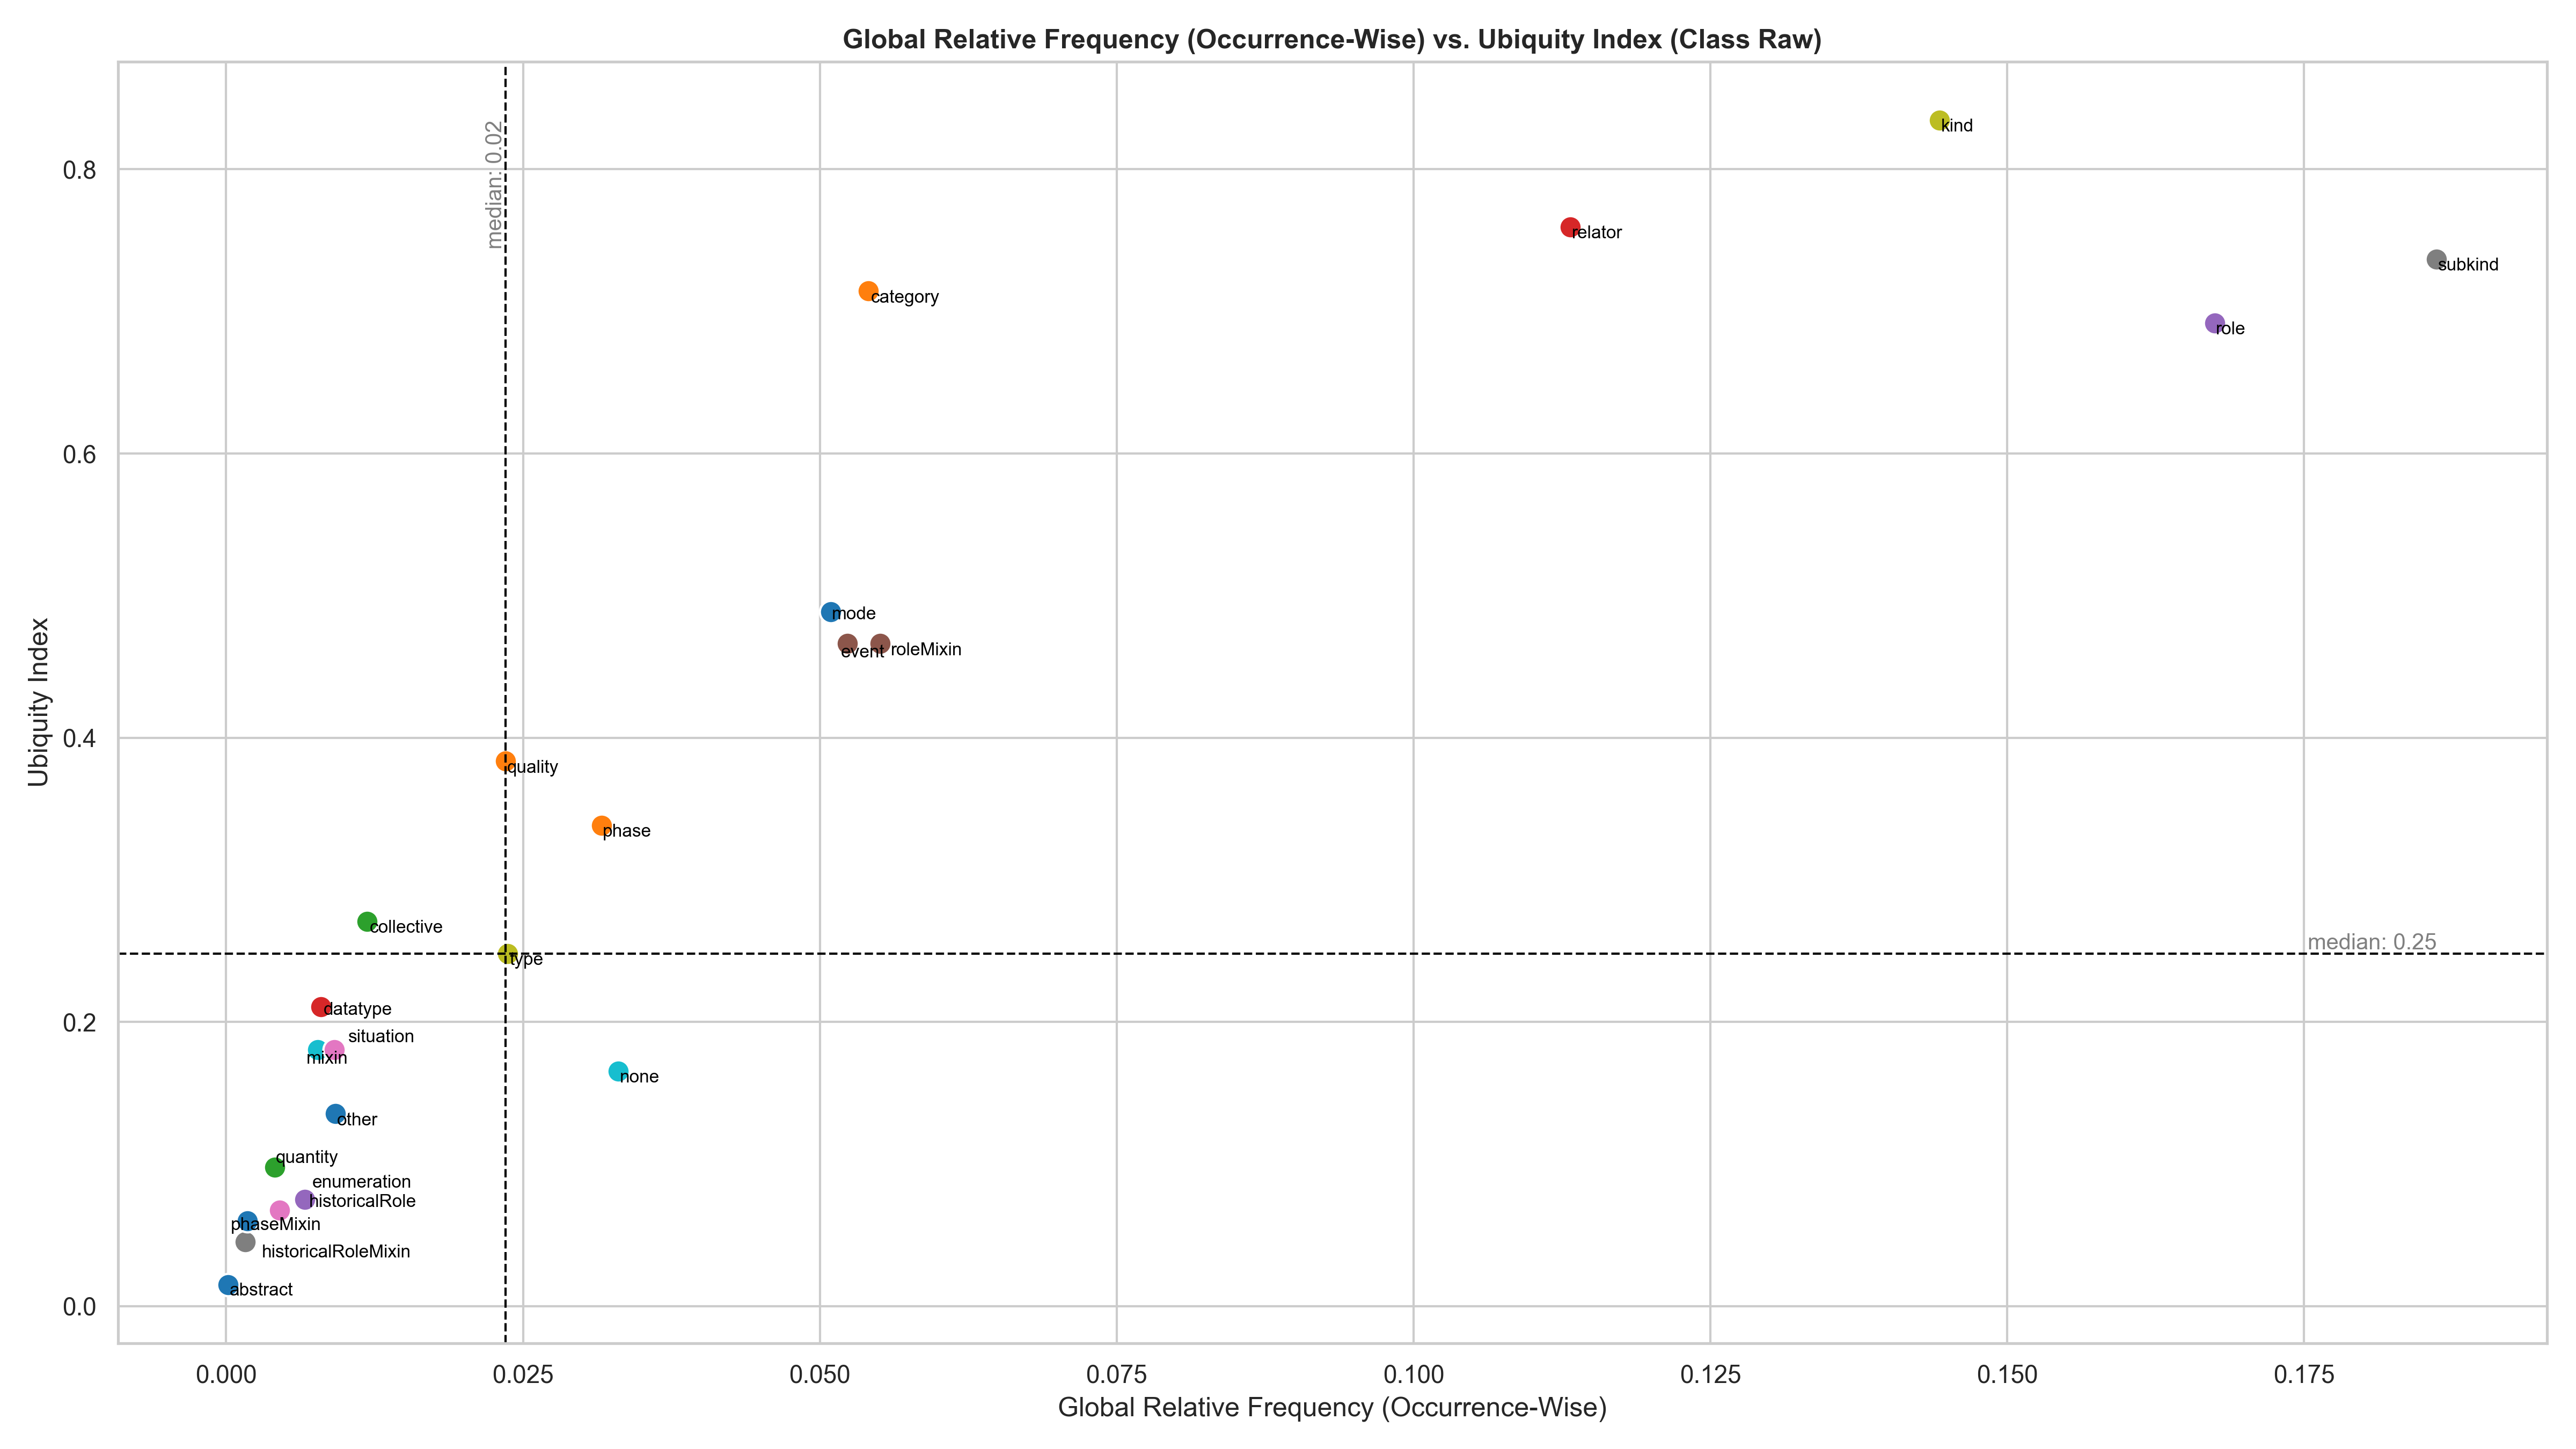 Global Relative Frequency (Occurrence-Wise) vs. Ubiquity Index (Class Raw)
median: 0.02
kind
0.8
relator
subkind
category
role
0.6
Ubiquity Index
mode
event
roleMixin
0.4
quality
phase
collective
median: 0.25
type
datatype
0.2
situation
mixin
none
other
quantity
enumeration
historicalRole
phaseMixin
historicalRoleMixin
abstract
0.0
0.000 0.025 0.050 0.075 0.100 0.125 0.150 0.175
Global Relative Frequency (Occurrence-Wise)